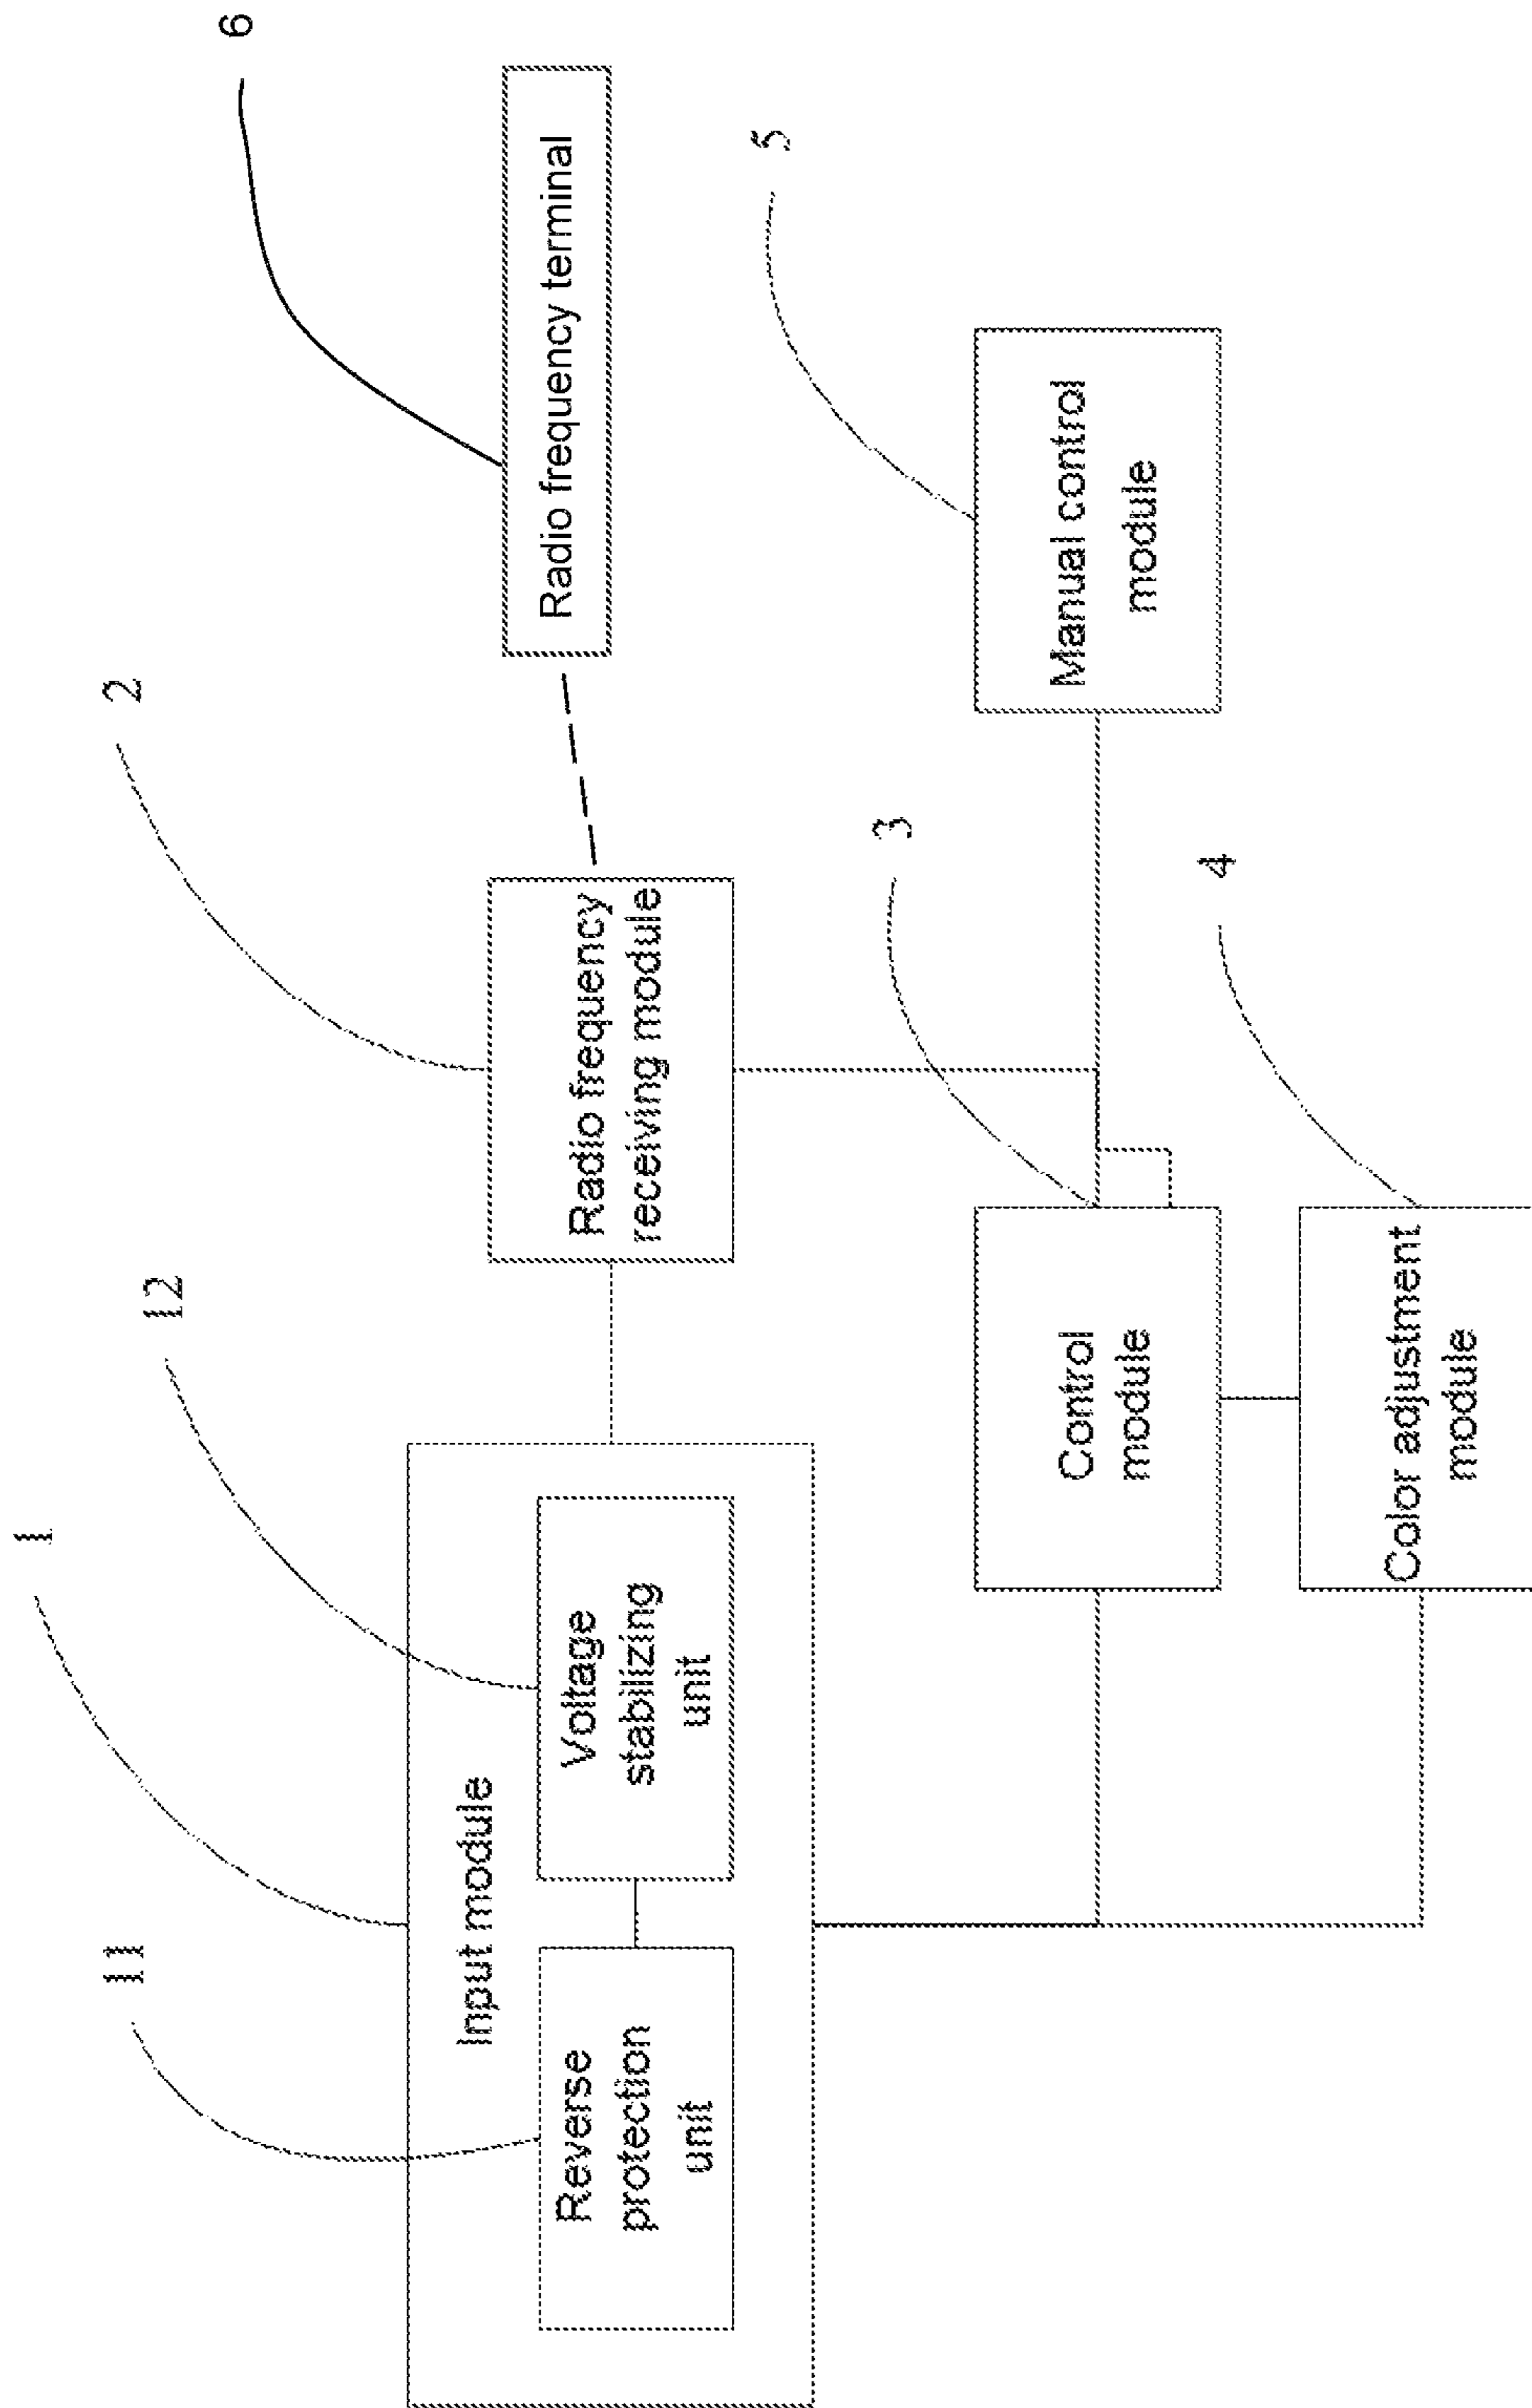 1
11
12
2
6
Input module
Reverse
protection
unit
Voltage
stabilizing
unit
Radio frequency
receiving module
Radio frequency terminal
3
5
Control
module
Manual control
module
4
Color adjustment
module